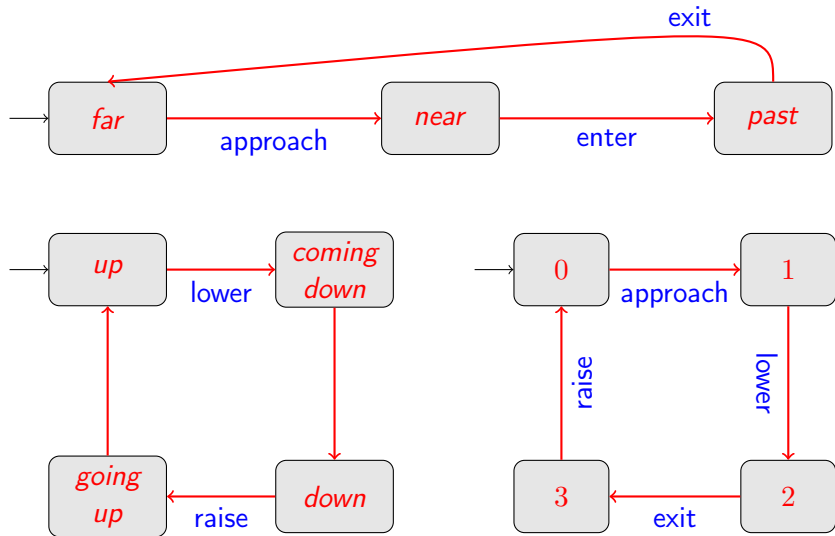 exit
far
near
past
approach
enter
up
coming
down
lower
going
up
down
raise
0
1
approach
lower
raise
3
2
exit